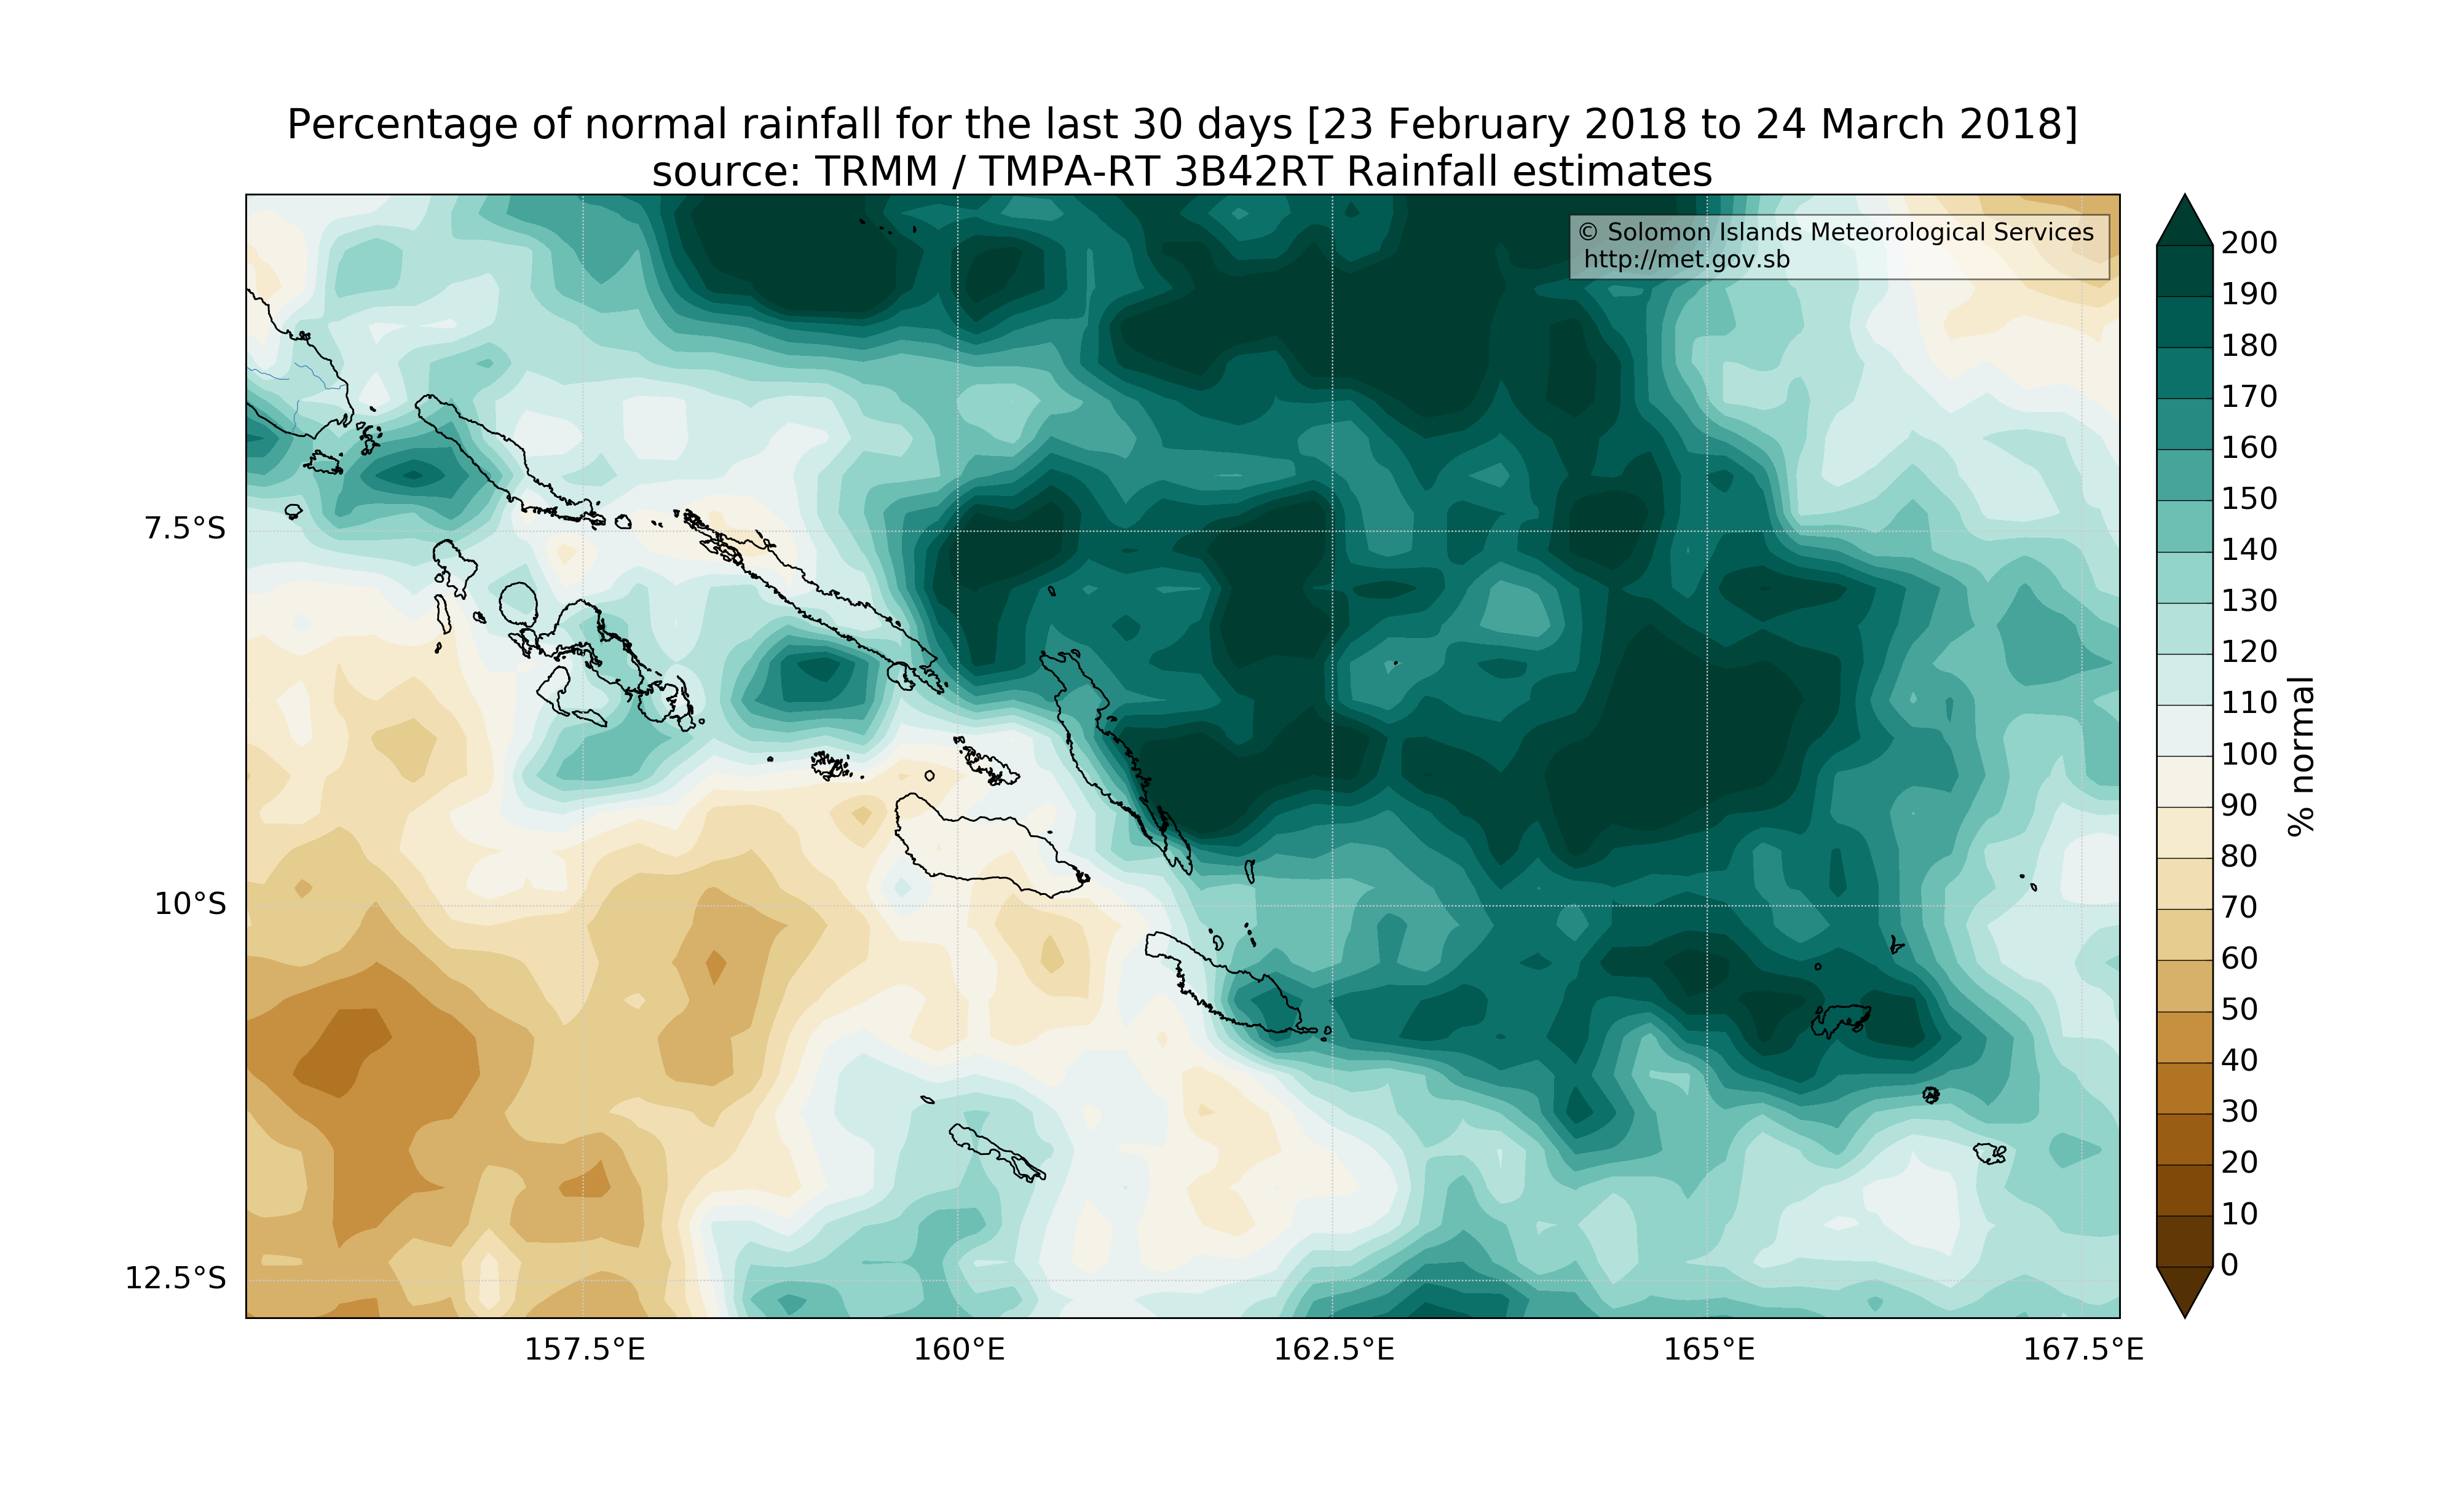 Percentage of normal rainfall for the last 30 days [23 February 2018 to 24 March 2018]
source: TRMM / TMPA-RT 3B42RT Rainfall estimates
© Solomon Islands Meteorological Services
http://met.gov.sb
7.5°S
10°S
12.5°S
157.5°E
160°E
162.5°E
165°E
167.5°E
200
190
180
170
160
150
140
130
120
110
100
90
80
70
60
50
40
30
20
10
0
% normal